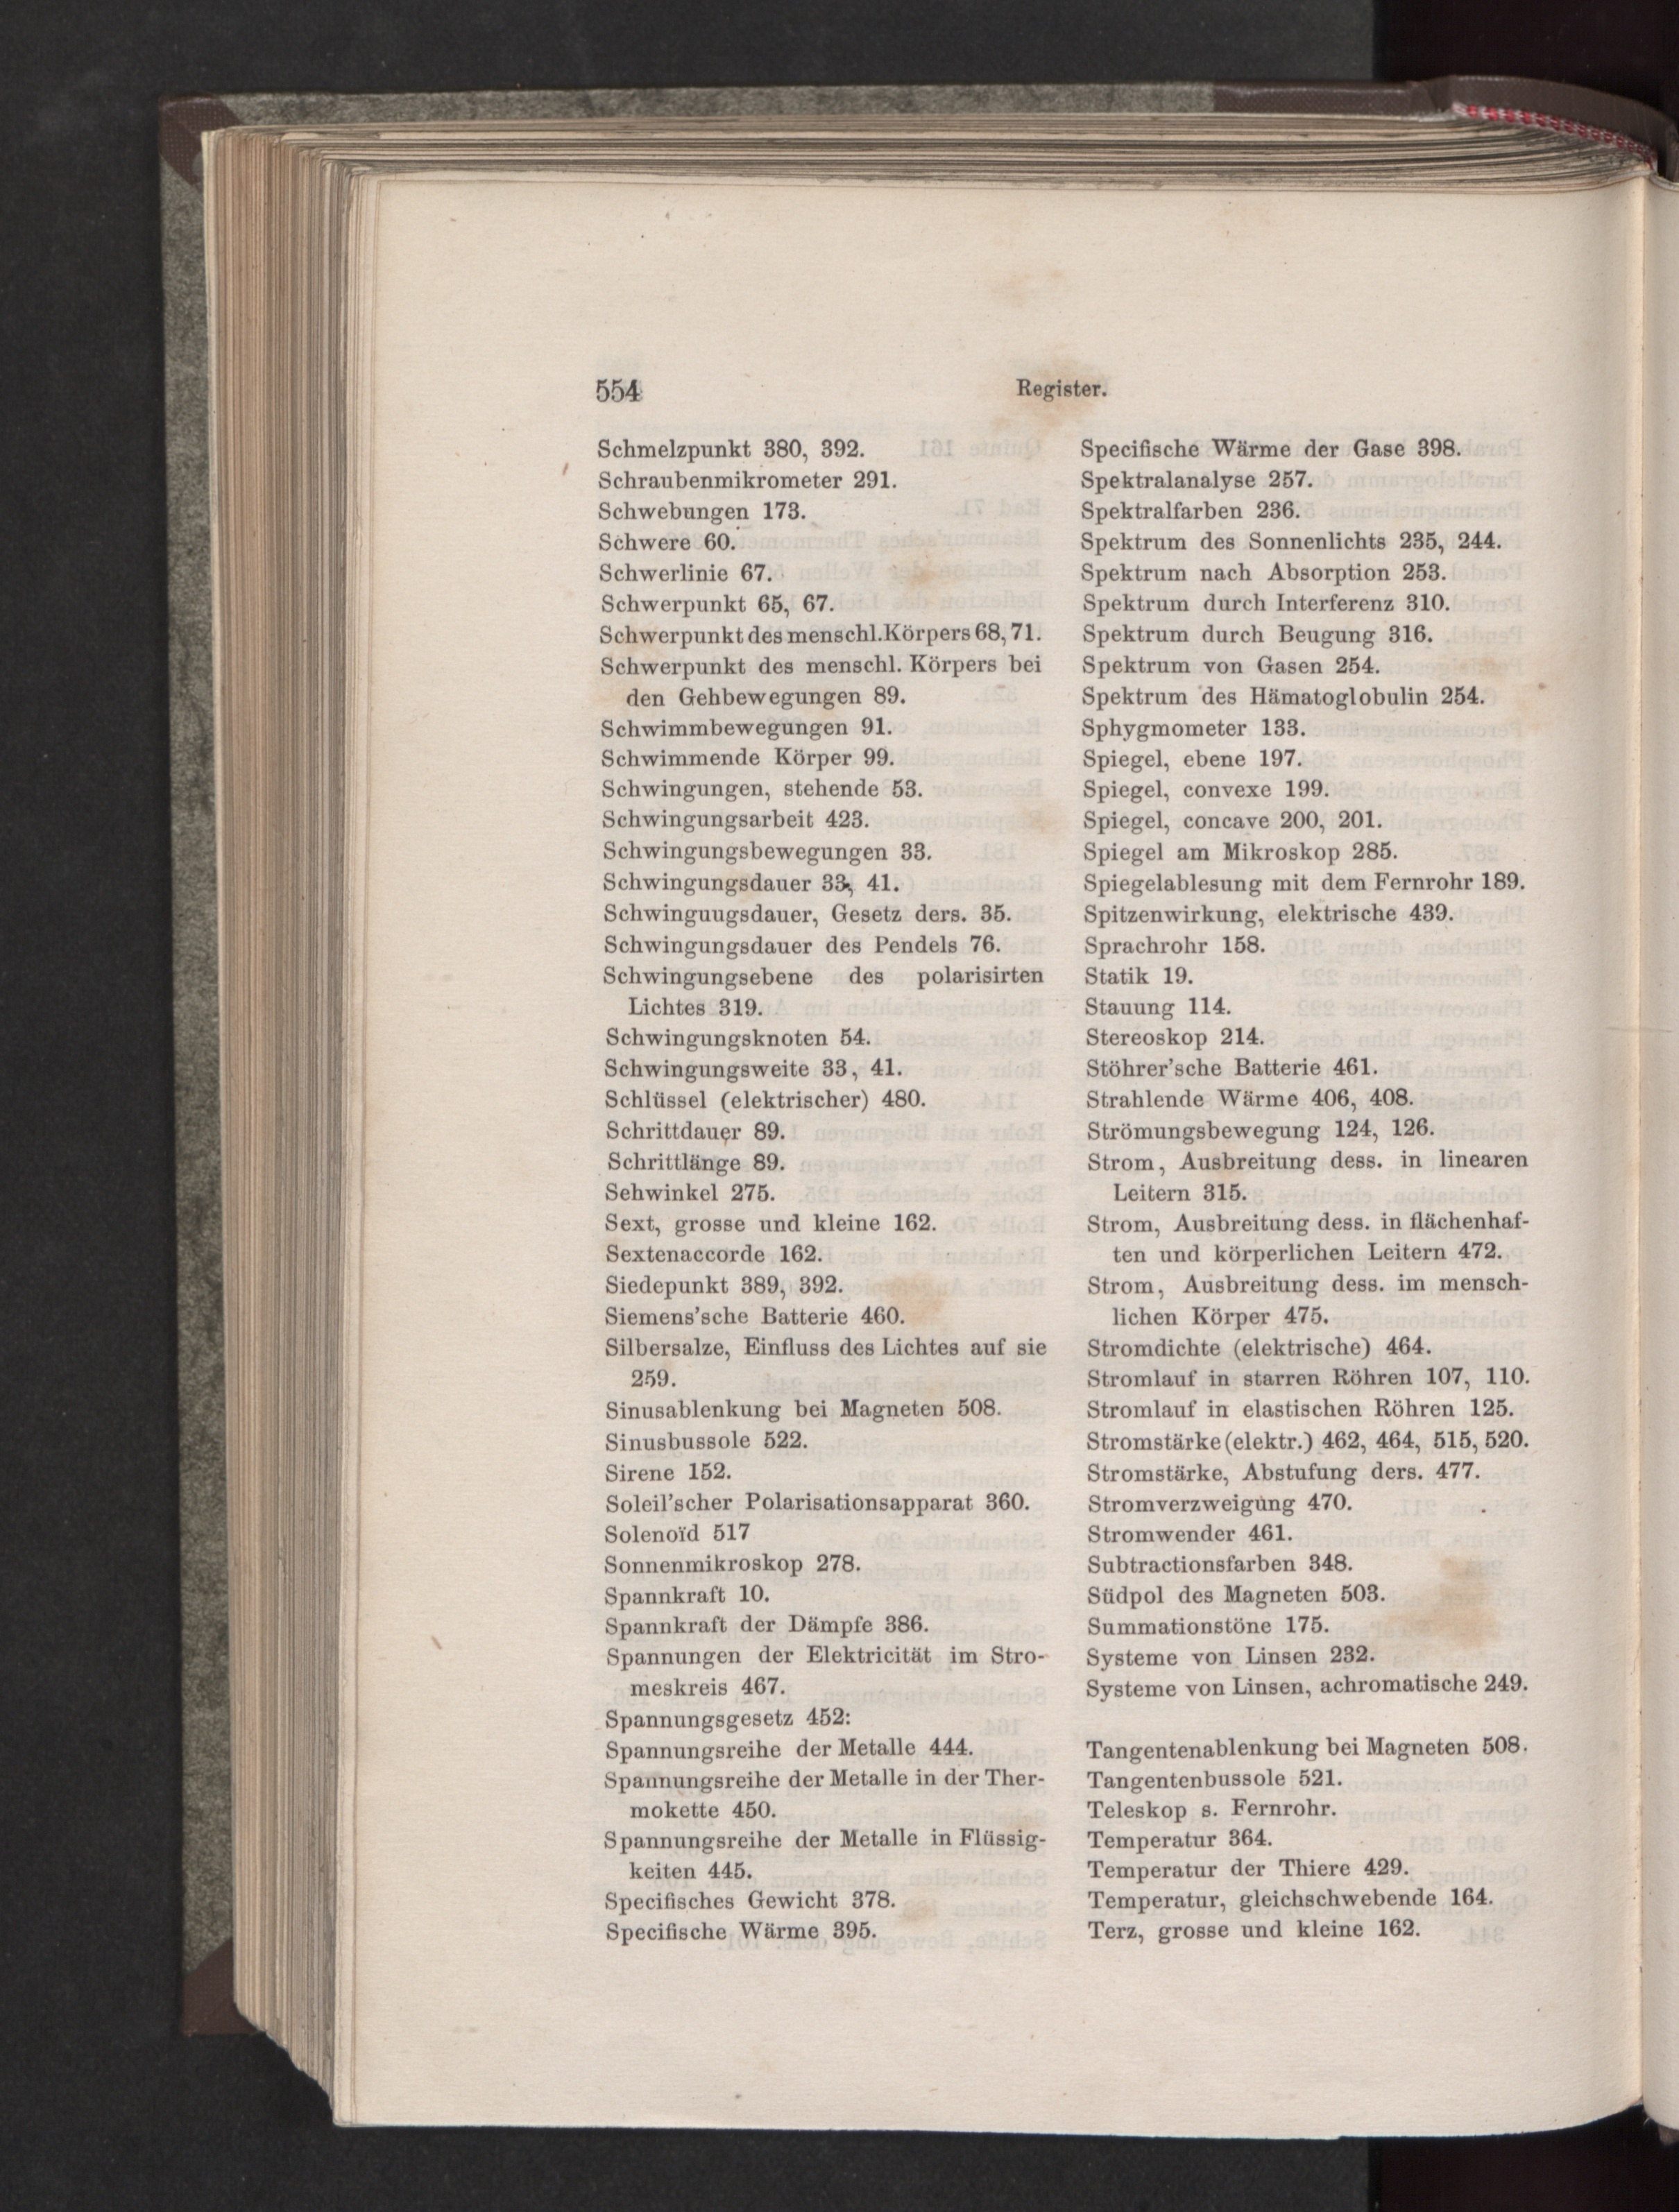 554
Register.
Schmelzpunkt 380, 392.
Schraubenmikrometer 291.
Schwebungen 173.
Schwere 60.
Schwerlinie 67.
Schwerpunkt 65, 67.
Schwerpunkt des menschl. Körpers 68, 71.
Schwerpunkt des menschl. Körpers bei
den Gehbewegungen 89.
Schwimmbewegungen 91.
Schwimmende Körper 99.
Schwingungen, stehende 53.
Schwingungsarbeit 423.
Schwingungsbewegungen 33.
Schwingungsdauer 33, 41.
Schwinguugsdauer, Gesetz ders. 35.
Schwingungsdauer des Pendels 76.
Schwingungsebene des polarisirten
Lichtes 319.
Schwingungsknoten 54.
Schwingungsweite 33, 41.
Schlüssel (elektrischer) 480.
Schrittdauer 89.
Schrittlänge 89.
Sehwinkel 275.
Sext, grosse und kleine 162.
Sextenaccorde 162.
Siedepunkt 389, 392.
Siemens'sche Batterie 460.
Silbersalze, Einfluss des Lichtes auf sie
259.
Sinusablenkung bei Magneten 508.
Sinusbussole 522.
Sirene 152.
Soleil'scher Polarisationsapparat 360.
Solenoïd 517
Sonnenmikroskop 278.
Spannkraft 10.
Spannkraft der Dämpfe 386.
Spannungen der Elektricität im Stro-
meskreis 467.
Spannungsgesetz 452:
Spannungsreihe der Metalle 444.
Spannungsreihe der Metalle in der Ther-
mokette 450.
Spannungsreihe der Metalle in Flüssig-
keiten 445.
Specifisches Gewicht 378.
Specifische Wärme 395.
Specifische Wärme der Gase 398.
Spektralanalyse 257.
Spektralfarben 236.
Spektrum des Sonnenlichts 235, 244.
Spektrum nach Absorption 253.
Spektrum durch Interferenz 310.
Spektrum durch Beugung 316.
Spektrum von Gasen 254.
Spektrum des Hämatoglobulin 254.
Sphygmometer 133.
Spiegel, ebene 197.
Spiegel, convexe 199.
Spiegel, concave 200, 201.
Spiegel am Mikroskop 285.
Spiegelablesung mit dem Fernrohr 189.
Spitzenwirkung, elektrische 439.
Sprachrohr 158.
Statik 19.
Stauung 114.
Stereoskop 214.
Stöhrer'sche Batterie 461.
Strahlende Wärme 406, 408.
Strömungsbewegung 124, 126.
Strom, Ausbreitung dess. in linearen
Leitern 315.
Strom, Ausbreitung dess. in flächenhaf-
ten und körperlichen Leitern 472.
Strom, Ausbreitung dess. im mensch-
lichen Körper 475.
Stromdichte (elektrische) 464.
Stromlauf in starren Röhren 107, 110.
Stromlauf in elastischen Röhren 125.
Stromstärke (elektr.) 462, 464, 515, 520.
Stromstärke, Abstufung ders. 477.
Stromverzweigung 470.
Stromwender 461.
Subtractionsfarben 348.
Südpol des Magneten 503.
Summationstöne 175.
Systeme von Linsen 232.
Systeme von Linsen, achromatische 249.
Tangentenablenkung bei Magneten 508.
Tangentenbussole 521.
Teleskop s. Fernrohr.
Temperatur 364.
Temperatur der Thiere 429.
Temperatur, gleichschwebende 164.
Terz, grosse und kleine 162.